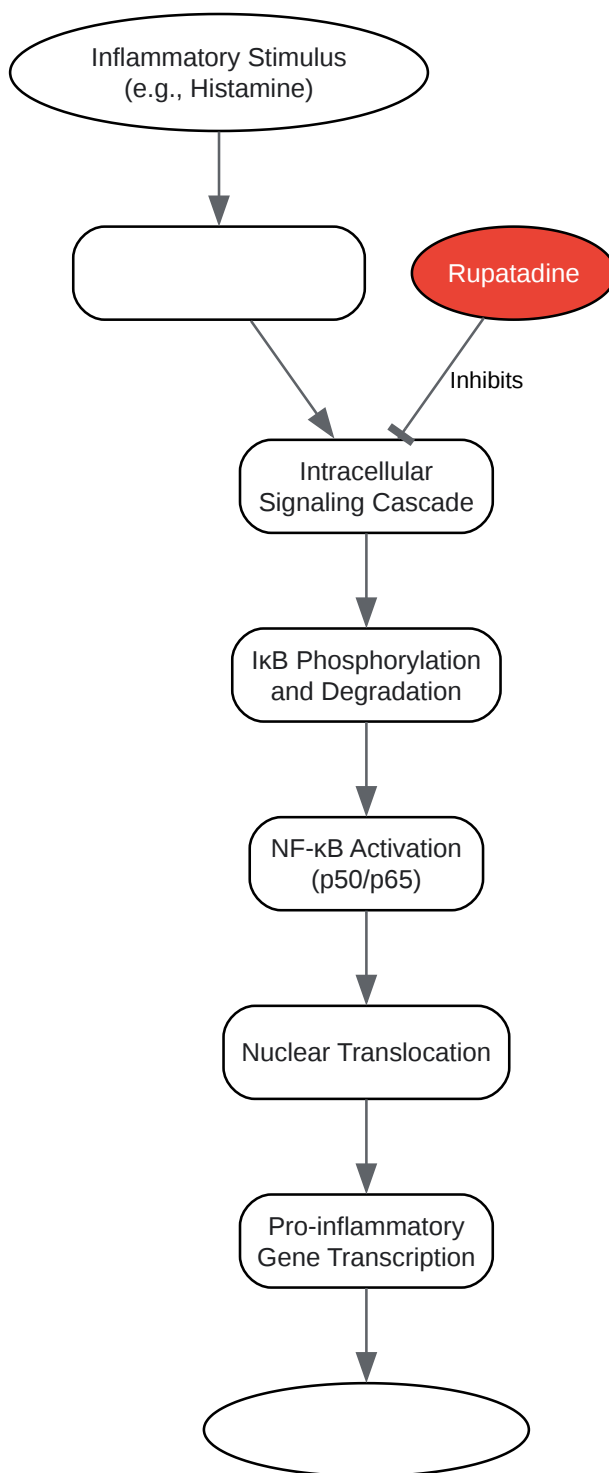 Inflammatory Stimulus
(e.g., Histamine)
Rupatadine
Inhibits
Intracellular
Signaling Cascade
IκB Phosphorylation
and Degradation
NF-κB Activation
(p50/p65)
Nuclear Translocation
Pro-inflammatory
Gene Transcription